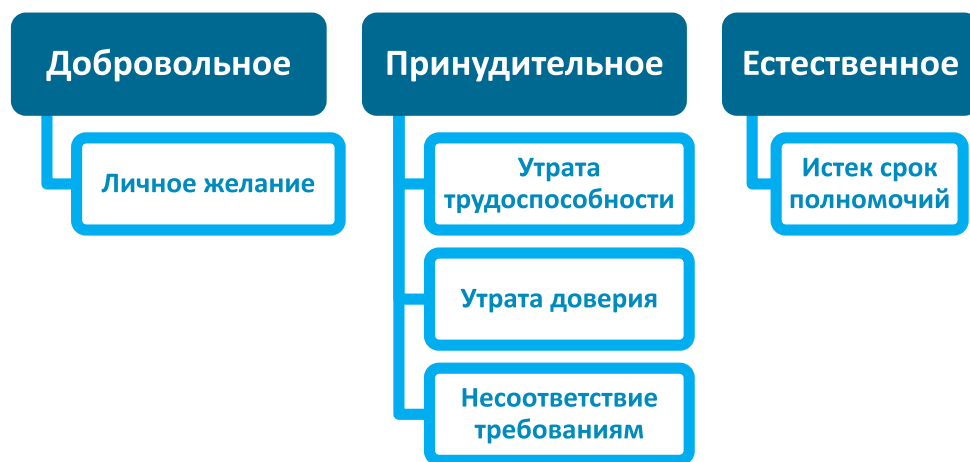 Добровольное
Личное желание
Принудительное
Утрата
трудоспособности
Утрата доверия
Несоответствие
требованиям
Естественное
Истек срок
полномочий